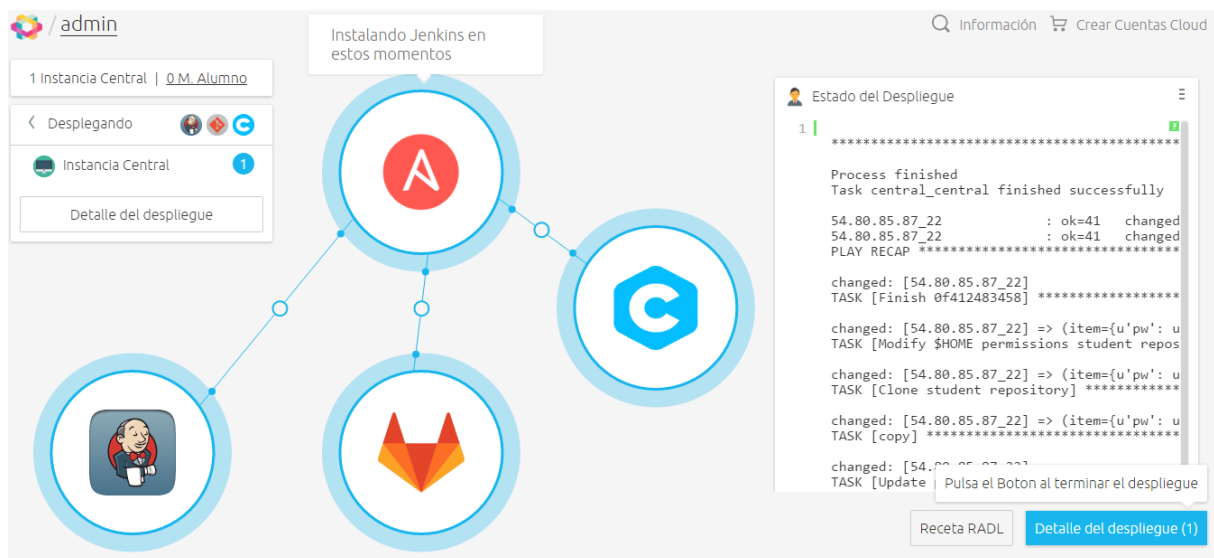 / admin
Información
Crear Cuentas Cloud
Instalando Jenkins en
estos momentos
1 Instancia Central | 0 M. Alumno
Desplegando
Instancia Central 1
Detalle del despliegue
Estado del Despliegue
1
********************************************
Process finished
Task central_central finished successfully
54.80.85.87_22 : ok=41 changed
54.80.85.87_22 : ok=41 changed
PLAY RECAP *********************************
changed: [54.80.85.87_22]
TASK [Finish 0f412483458] ******************
changed: [54.80.85.87_22] => (item={u'pw': u
TASK [Modify $HOME permissions student repos
changed: [54.80.85.87_22] => (item={u'pw': u
TASK [Clone student repository] ************
changed: [54.80.85.87_22] => (item={u'pw': u
TASK [copy] ********************************
changed: [54.80.85.87_22]
TASK [Update
Pulsa el Boton al terminar el despliegue
Receta RADL
Detalle del despliegue (1)